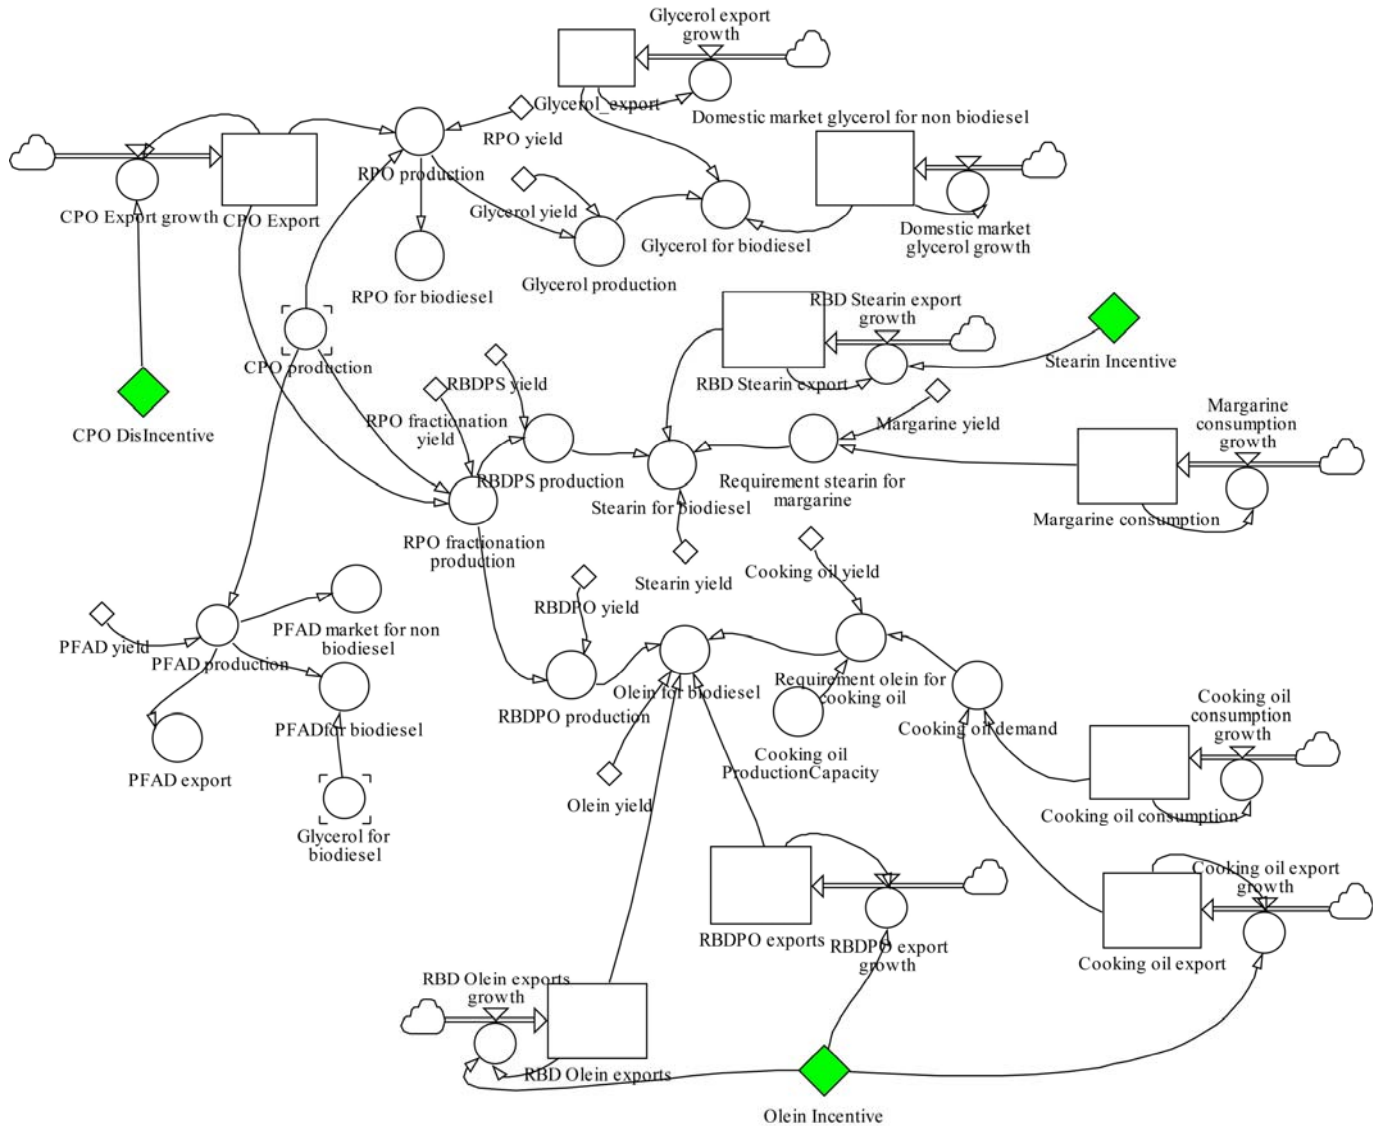 Glycerol export
growth
Glycerol_export
Domestic market glycerol for non biodiesel
RPO yield
RPO production
CPO Export growth
CPO Export
Glycerol yield
Domestic market
glycerol growth
Glycerol for biodiesel
Glycerol production
RPO for biodiesel
RBD Stearin export
growth
CPO production
RBDPS yield
RBD Stearin export
Stearin Incentive
CPO DisIncentive
RPO fractionation
yield
Margarine yield
Margarine
consumption
growth
RBDPS production
Requirement stearin for
margarine
Stearin for biodiesel
Margarine consumption
RPO fractionation
production
Stearin yield
Cooking oil yield
RBDPO yield
PFAD yield
PFAD market for non
biodiesel
PFAD production
Olein for biodiesel
Requirement olein for
cooking oil
RBDPO production
PFADfor biodiesel
Cooking oil demand
Cooking oil
consumption
growth
Cooking oil
ProductionCapacity
PFAD export
Olein yield
Glycerol for
biodiesel
Cooking oil consumption
Cooking oil export
growth
RBDPO exports
RBDPO export
growth
Cooking oil export
RBD Olein exports
growth
RBD Olein exports
Olein Incentive